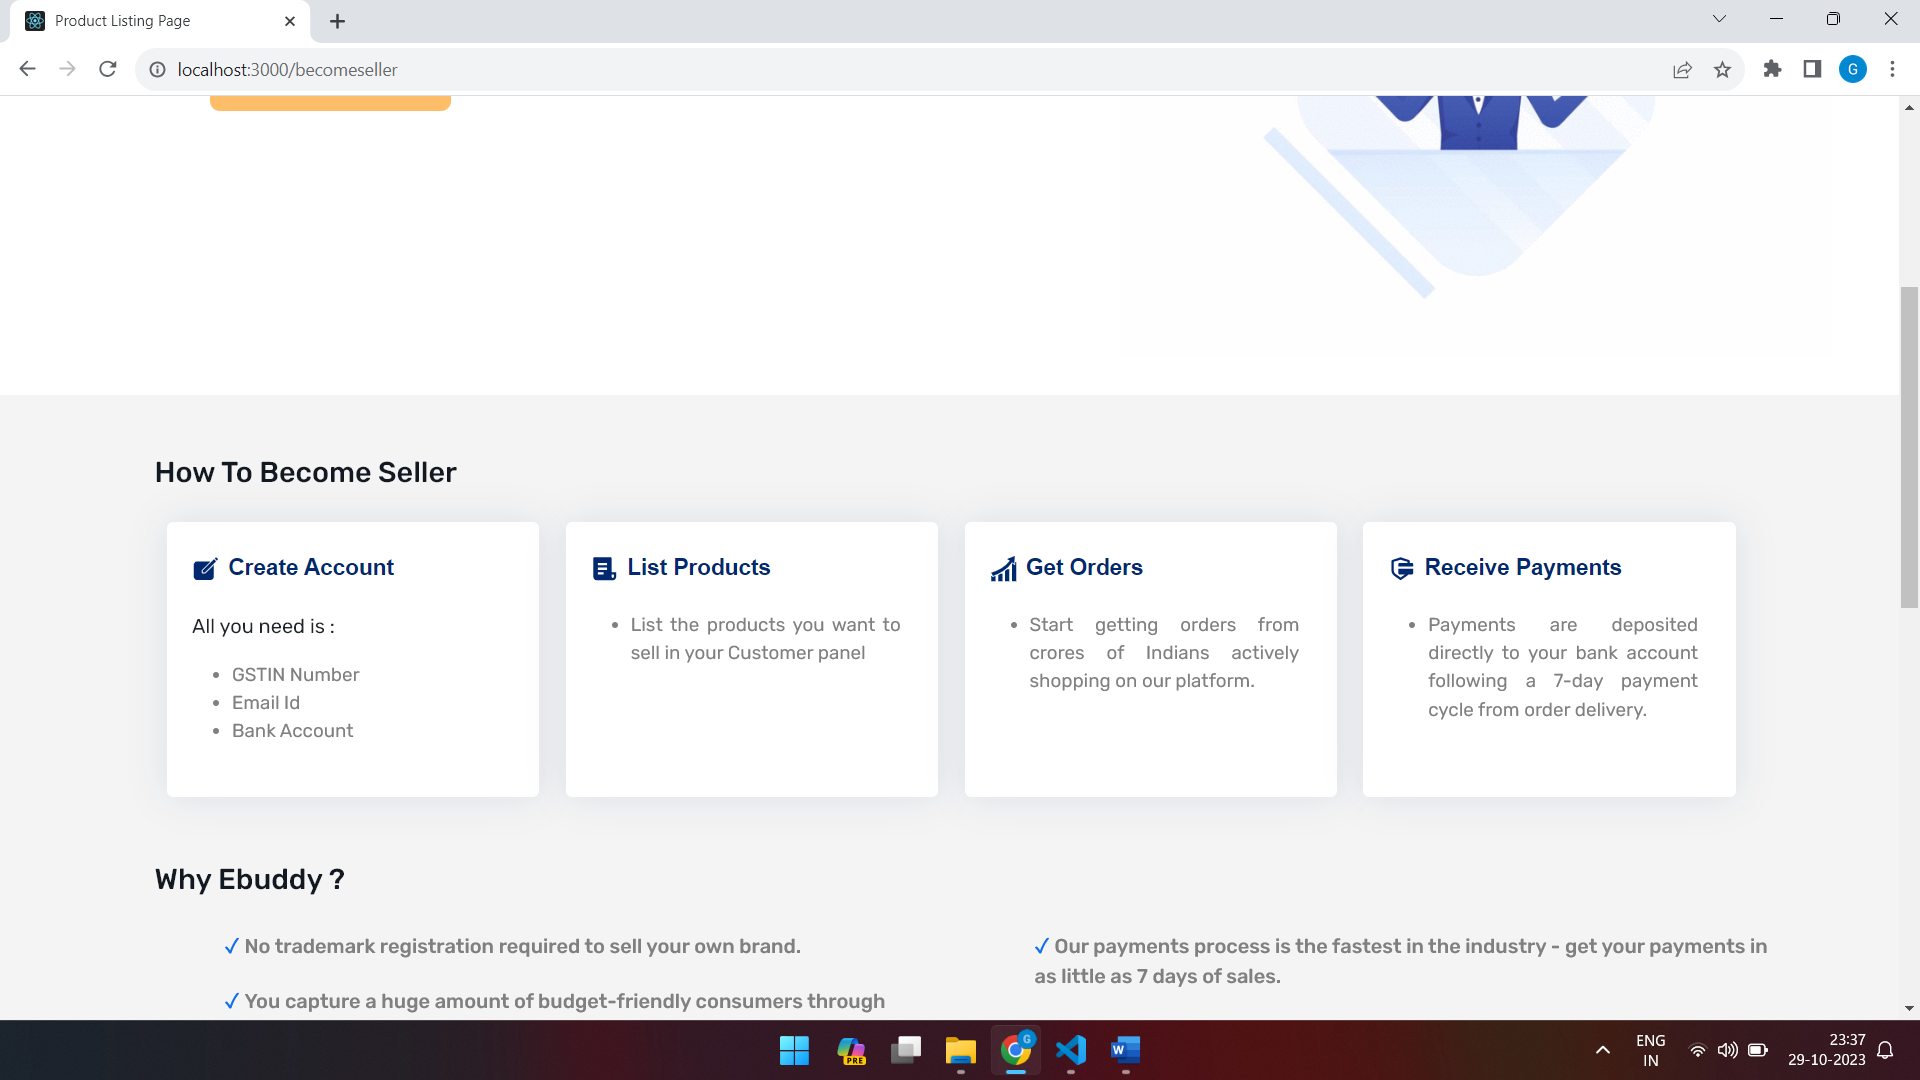 Product Listing Page
localhost:3000/becomeseller
G
How To Become Seller
Create Account
All you need is :
GSTIN Number
Email Id
Bank Account
List Products
List the products you want to
sell in your Customer panel
Get Orders
Start getting orders from
crores of Indians actively
shopping on our platform.
Receive Payments
Payments are deposited
directly to your bank account
following a 7-day payment
cycle from order delivery.
Why Ebuddy ?
✓ No trademark registration required to sell your own brand.
✓ You capture a huge amount of budget-friendly consumers through
✓ Our payments process is the fastest in the industry - get your payments in
as little as 7 days of sales.
PRE
G
W
ENG
IN
23:37
29-10-2023